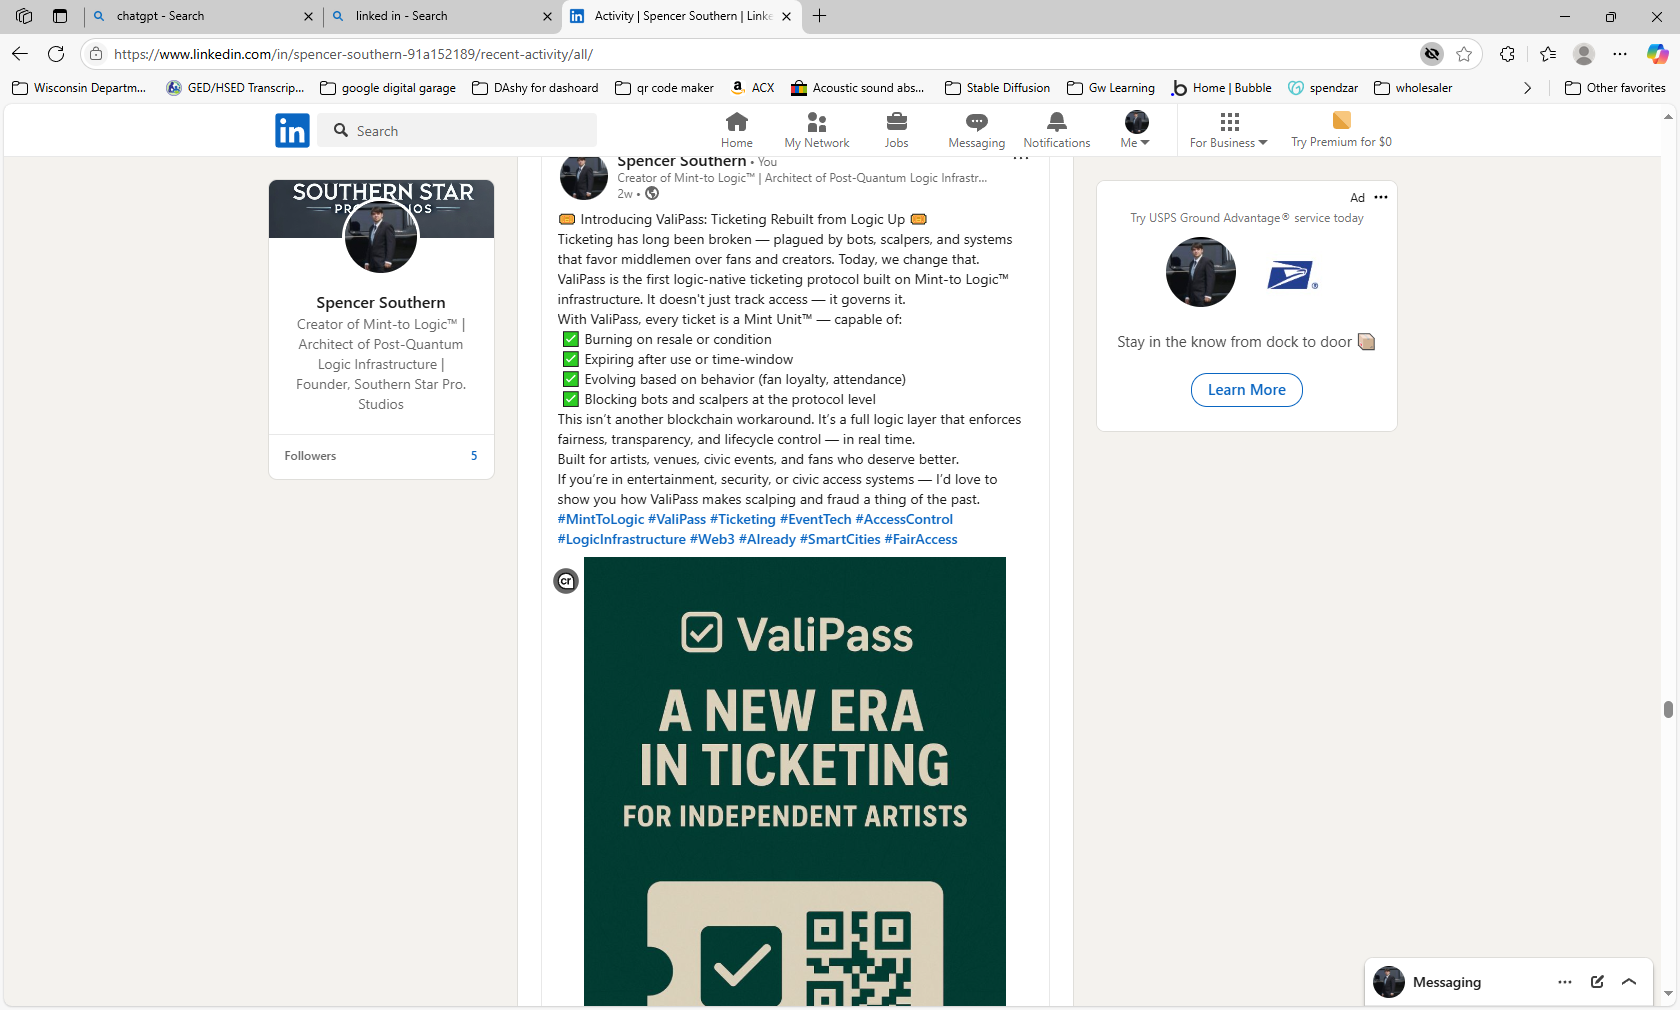 chatgpt - Search
linked in - Search
Activity | Spencer Southern | Linke
https://www.linkedin.com/in/spencer-southern-91a152189/recent-activity/all/
Wisconsin Departm...
GED/HSED Transcrip...
google digital garage
DAshy for dashoard
qr code maker
ACX
Acoustic sound abs...
Stable Diffusion
Gw Learning
Home | Bubble
spendzar
wholesaler
Other favorites
in
Search
Home
My Network
Jobs
Messaging
Notifications
Me
For Business
Try Premium for $0
SOUTHERN STAR
Spencer Southern
Creator of Mint-to Logic™ |
Architect of Post-Quantum
Logic Infrastructure |
Founder, Southern Star Pro.
Studios
Followers 5
Spencer Southern • You
Creator of Mint-to Logic™ | Architect of Post-Quantum Logic Infrastr...
2w •
🎟️ Introducing ValiPass: Ticketing Rebuilt from Logic Up 🎟️
Ticketing has long been broken — plagued by bots, scalpers, and systems
that favor middlemen over fans and creators. Today, we change that.
ValiPass is the first logic-native ticketing protocol built on Mint-to Logic™
infrastructure. It doesn't just track access — it governs it.
With ValiPass, every ticket is a Mint Unit™ — capable of:
✅ Burning on resale or condition
✅ Expiring after use or time-window
✅ Evolving based on behavior (fan loyalty, attendance)
✅ Blocking bots and scalpers at the protocol level
This isn’t another blockchain workaround. It’s a full logic layer that enforces
fairness, transparency, and lifecycle control — in real time.
Built for artists, venues, civic events, and fans who deserve better.
If you’re in entertainment, security, or civic access systems — I’d love to
show you how ValiPass makes scalping and fraud a thing of the past.
#MintToLogic #ValiPass #Ticketing #EventTech #AccessControl
#LogicInfrastructure #Web3 #AIready #SmartCities #FairAccess
cr
ValiPass
A NEW ERA
IN TICKETING
FOR INDEPENDENT ARTISTS
Ad
Try USPS Ground Advantage® service today
Stay in the know from dock to door 📦
Learn More
Messaging